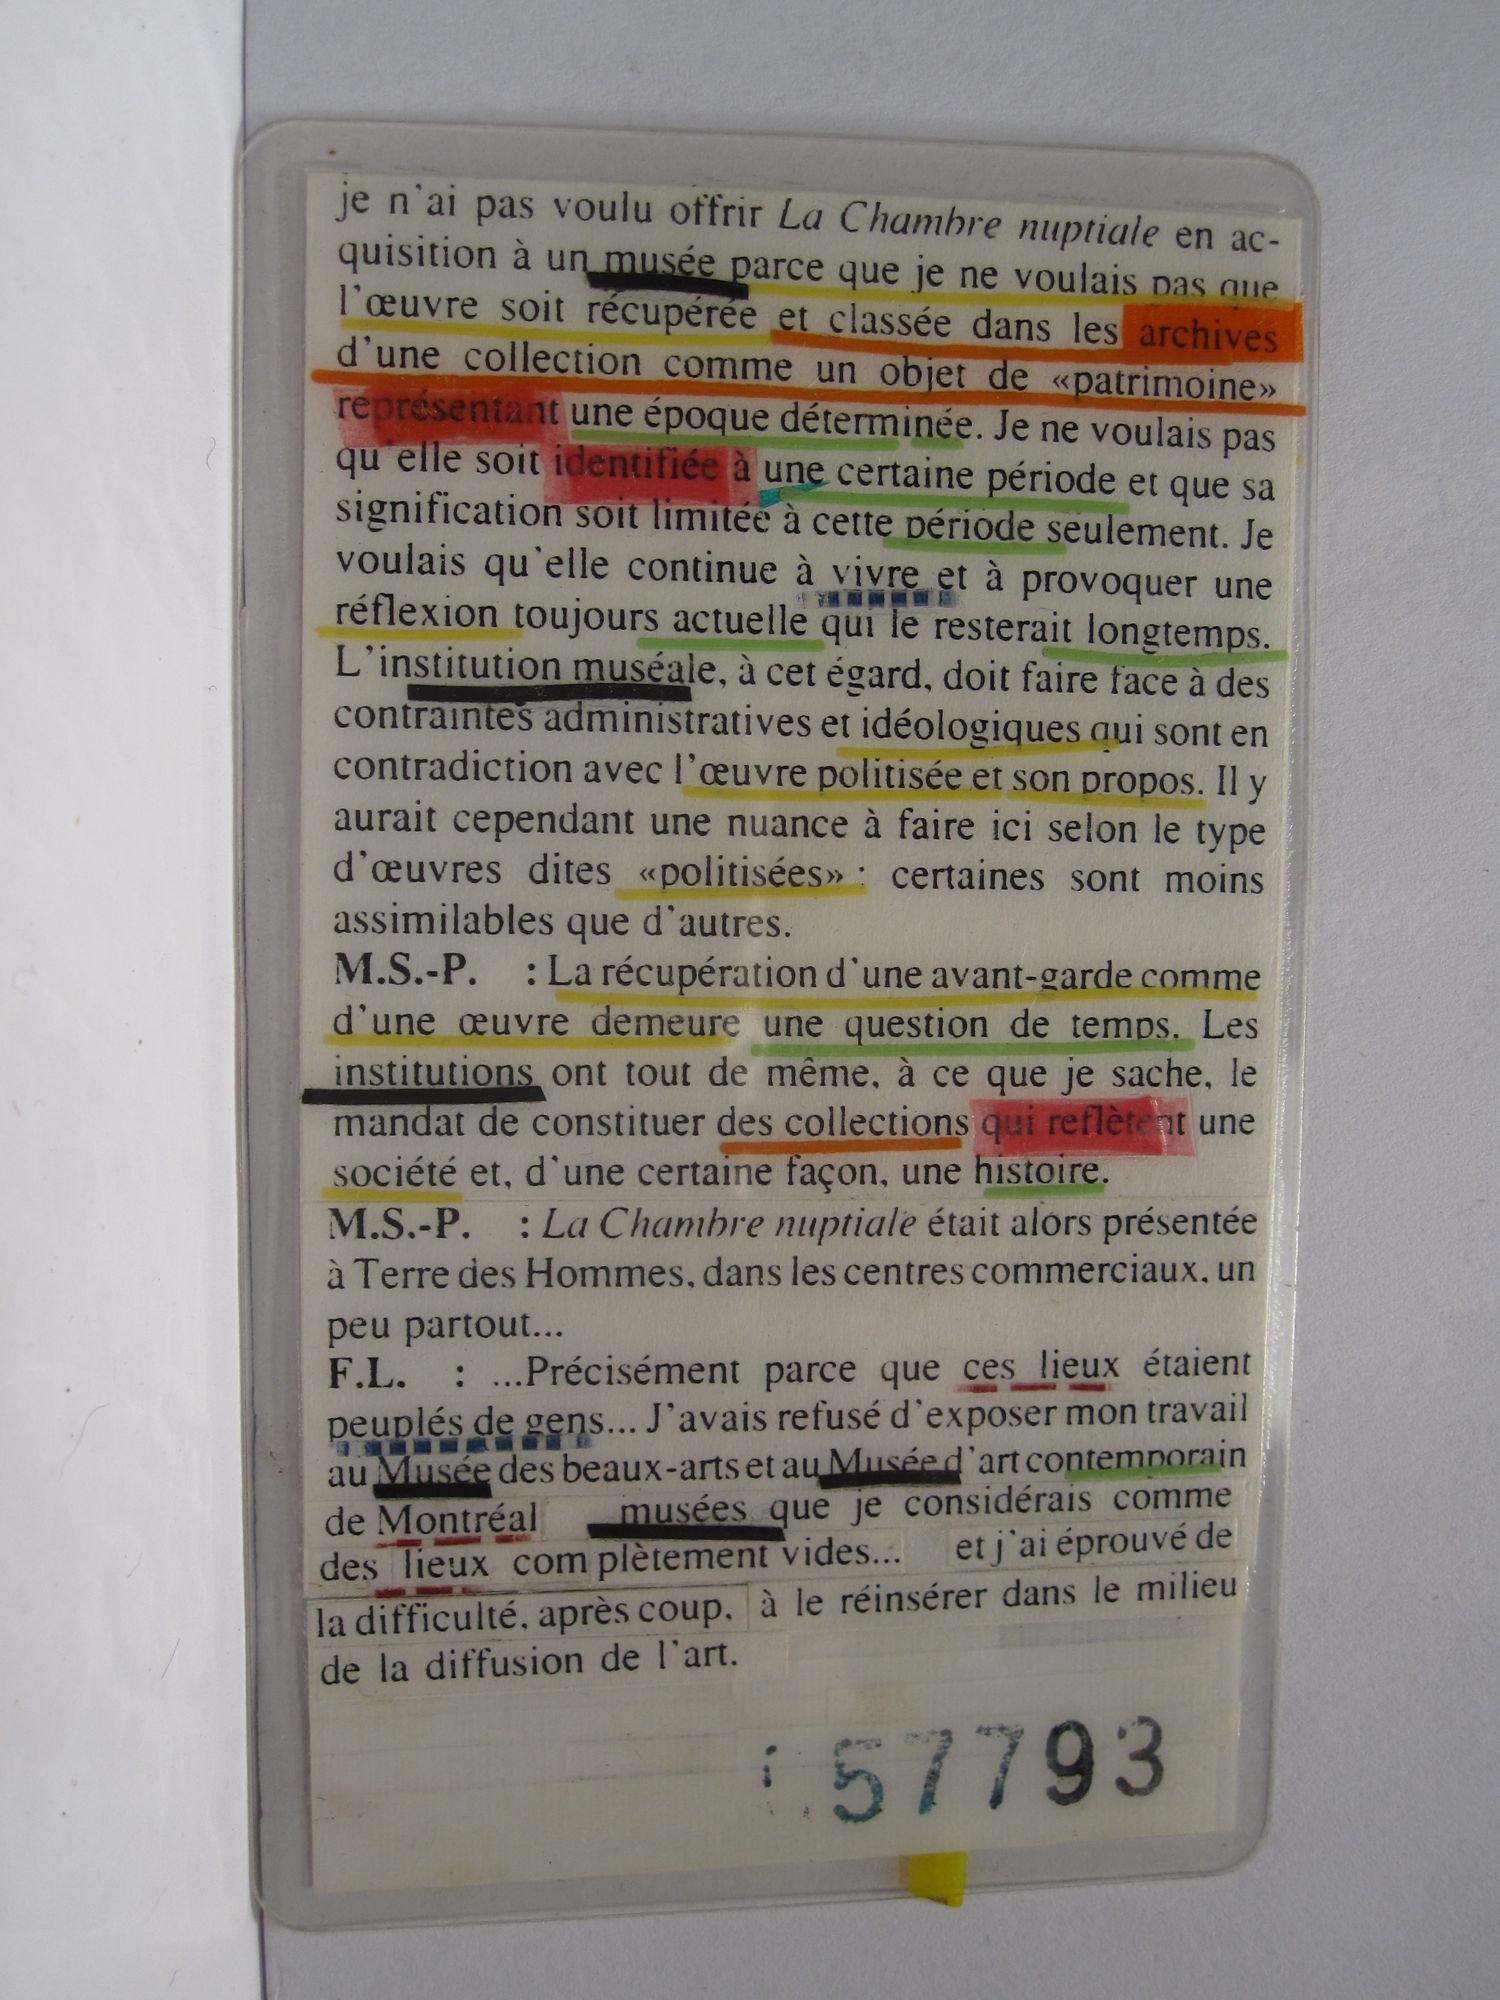 je n'ai pas voulu offrir La Chambre nuptiale en ac-
quisition à un musée parce que je ne voulais pas que
l'œuvre soit récupérée et classée dans les archives
d'une collection comme un objet de «patrimoine»
représentant une époque déterminée. Je ne voulais pas
qu'elle soit identifiée à une certaine période et que sa
signification soit limitée à cette période seulement. Je
voulais qu'elle continue à vivre et à provoquer une
réflexion toujours actuelle qui le resterait longtemps.
L'institution muséale, à cet égard, doit faire face à des
contraintes administratives et idéologiques qui sont en
contradiction avec l'œuvre politisée et son propos. Il y
aurait cependant une nuance à faire ici selon le type
d'œuvres dites «politisées» : certaines sont moins
assimilables que d'autres.
M.S.-P. : La récupération d'une avant-garde comme
d'une œuvre demeure une question de temps. Les
institutions ont tout de même, à ce que je sache, le
mandat de constituer des collections qui reflètent une
société et, d'une certaine façon, une histoire.
M.S.-P. : La Chambre nuptiale était alors présentée
à Terre des Hommes, dans les centres commerciaux, un
peu partout...
F.L. : ...Précisément parce que ces lieux étaient
peuplés de gens... J'avais refusé d'exposer mon travail
au Musée des beaux-arts et au Musée d'art contemporain
de Montréal musées que je considérais comme
des lieux com plètement vides... et j'ai éprouvé de
la difficulté, après coup, à le réinsérer dans le milieu
de la diffusion de l'art.
57793